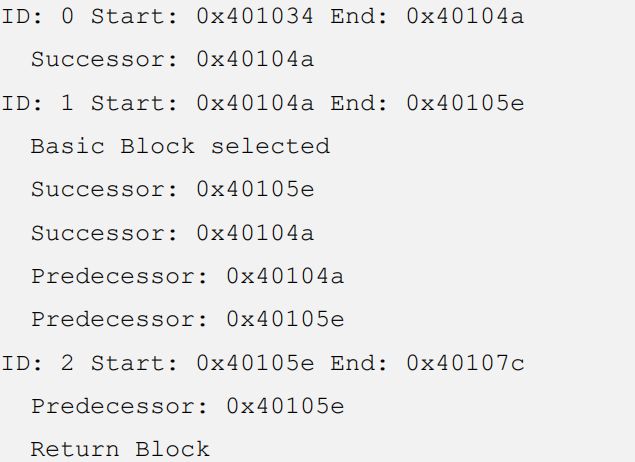 ID: 0 Start: 0x401034 End: 0x40104a
Successor: 0x40104a
ID: 1 Start: 0x40104a End: 0x40105e
Basic Block selected
Successor: 0x40105e
Successor: 0x40104a
Predecessor: 0x40104a
Predecessor: 0x40105e
ID: 2 Start: 0x40105e End: 0x40107c
Predecessor: 0x40105e
Return Block